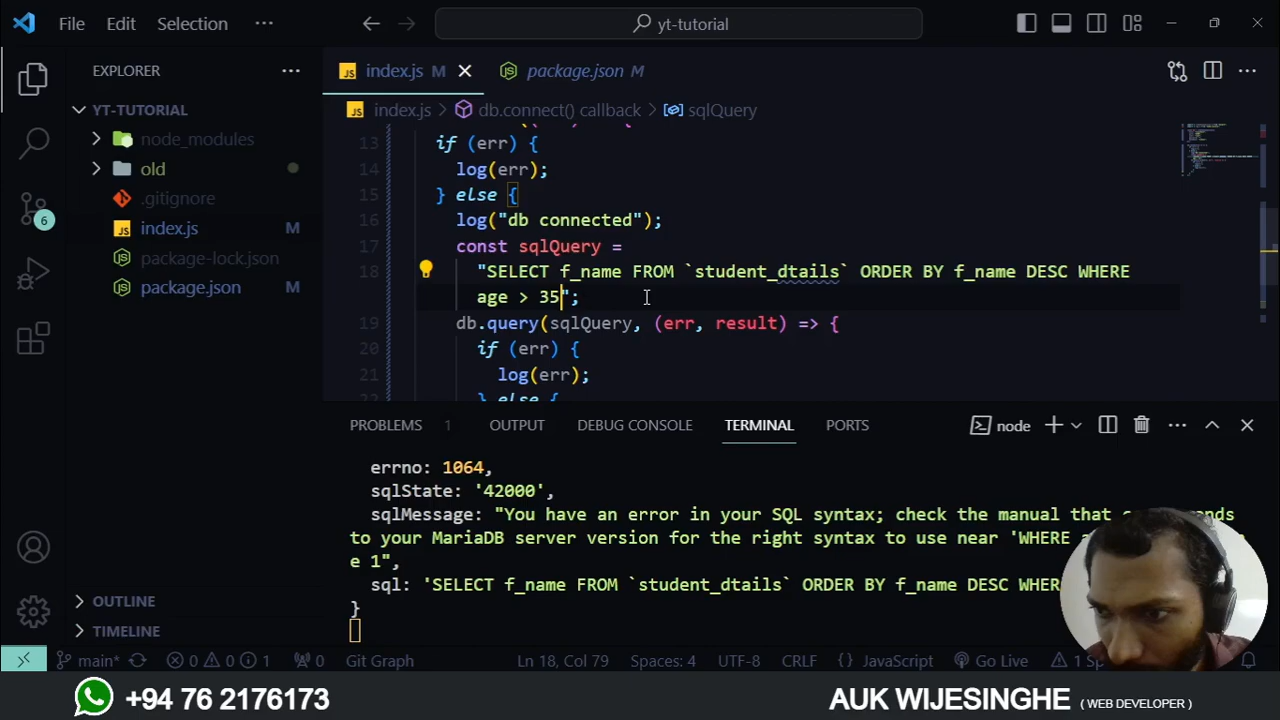 File Edit Selection ··· yt-tutorial
EXPLORER ···
index.js M
package.json M
YT-TUTORIAL
index.js > db.connect() callback > sqlQuery
node_modules
old
.gitignore
index.js M
package-lock.json
package.json M
6
13 if (err) {
14 log(err);
15 } else {
16 log("db connected");
17 const sqlQuery =
18 "SELECT f_name FROM `student_dtails` ORDER BY f_name DESC WHERE
age > 35";
19 db.query(sqlQuery, (err, result) => {
20 if (err) {
21 log(err);
22 } else {
PROBLEMS 1 OUTPUT DEBUG CONSOLE TERMINAL PORTS node
errno: 1064,
sqlState: '42000',
sqlMessage: "You have an error in your SQL syntax; check the manual that
to your MariaDB server version for the right syntax to use near 'WHERE
e 1",
sql: 'SELECT f_name FROM `student_dtails` ORDER BY f_name DESC
}
OUTLINE
TIMELINE
main* 0 0 1 0 Git Graph Ln 18, Col 79 Spaces: 4 UTF-8 CRLF {} JavaScript Go Live
+94 76 2176173 AUK WIJESINGHE ( WEB DEVELOPER )